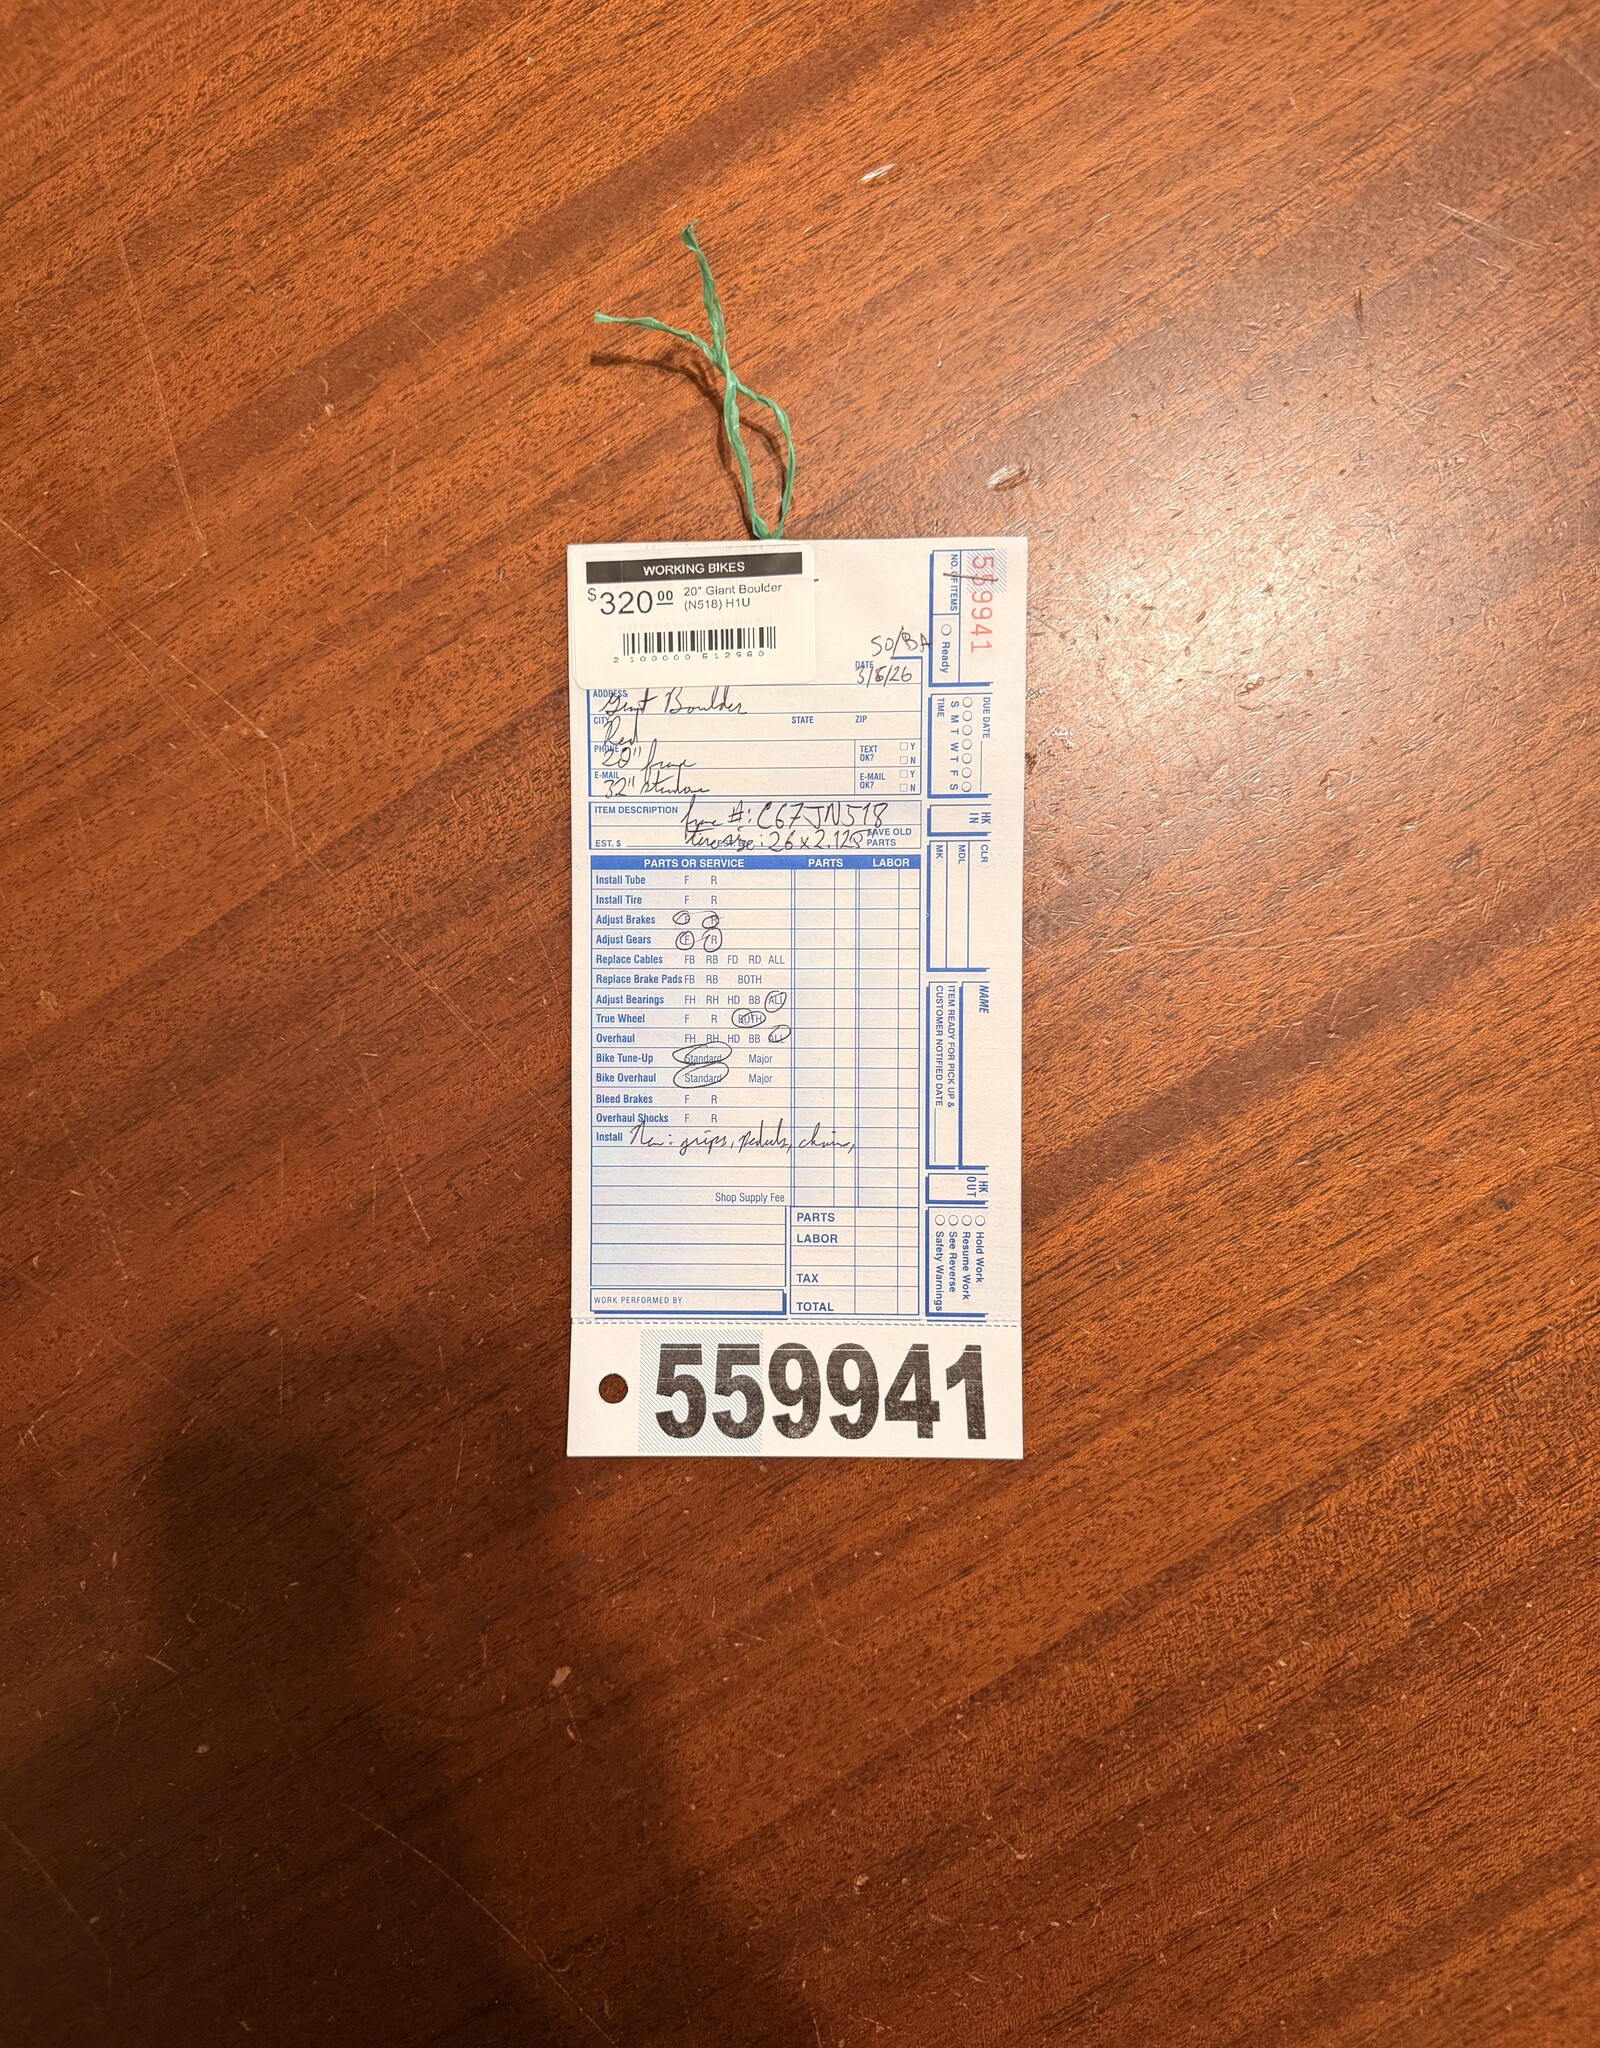 WORKING BIKES
$320.00 20" Giant Boulder
(N518) H1U
2 100000 512980
SO/BA
DATE
3/6/26
ADDRESS Giant Boulder
CITY Red STATE ZIP
PHONE 20" frame TEXT OK? Y N
E-MAIL 32" standover E-MAIL OK? Y N
ITEM DESCRIPTION frame #: C67JN518
EST. $ tire size: 26 x 2.125 SAVE OLD PARTS
PARTS OR SERVICE PARTS LABOR
Install Tube F R
Install Tire F R
Adjust Brakes F R
Adjust Gears F R
Replace Cables FB RB FD RD ALL
Replace Brake Pads FB RB BOTH
Adjust Bearings FH RH HD BB ALL
True Wheel F R BOTH
Overhaul FH RH HD BB ALL
Bike Tune-Up Standard Major
Bike Overhaul Standard Major
Bleed Brakes F R
Overhaul Shocks F R
Install New: grips, pedals, chain,
Shop Supply Fee
PARTS
LABOR
TAX
TOTAL
WORK PERFORMED BY
559941
NO. OF ITEMS
Ready
DUE DATE
S M T W T F S
TIME
HK IN
CLR
MDL
MK
NAME
ITEM READY FOR PICK UP &
CUSTOMER NOTIFIED DATE
HK OUT
Hold Work
Resume Work
See Reverse
Safety Warnings
559941